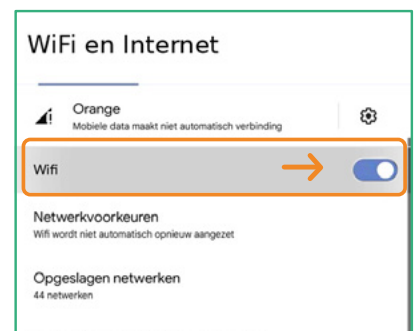 WiFi en Internet
Orange
Mobiele data maakt niet automatisch verbinding
Wifi
Netwerkvoorkeuren
Wifi wordt niet automatisch opnieuw aangezet
Opgeslagen netwerken
44 netwerken